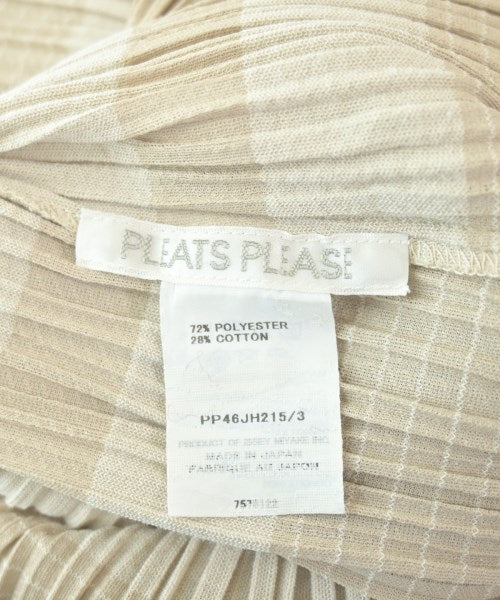 PLEATS PLEASE
72% POLYESTER
28% COTTON
PP46JH215/3
PRODUCT OF ISSEY MIYAKE INC.
MADE IN JAPAN
FABRIQUE AU JAPON